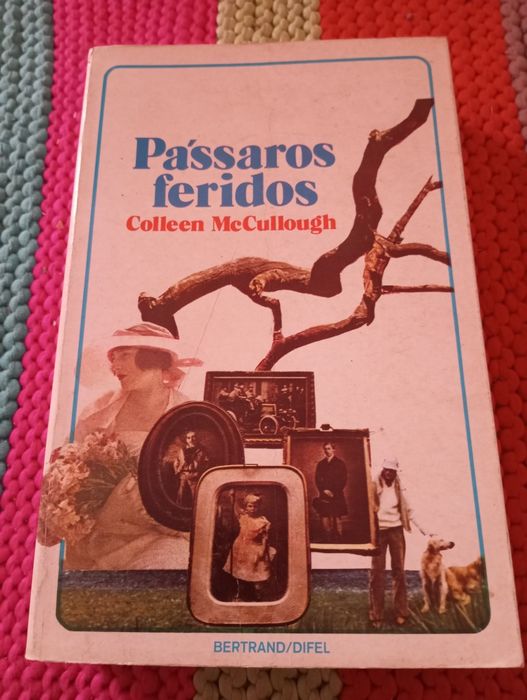 Pássaros
feridos
Colleen McCullough
BERTRAND/DIFEL